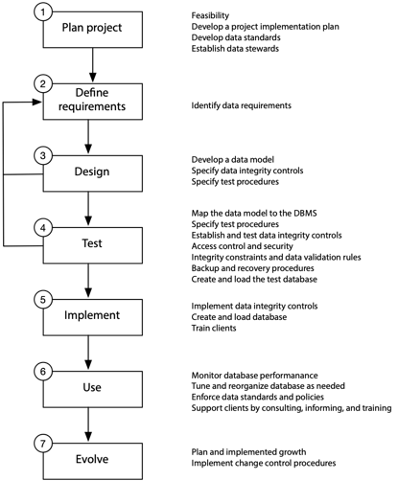 1
Plan project
Feasibility
Develop a project implementation plan
Develop data standards
Establish data stewards
2
Define
requirements
Identify data requirements
3
Design
Develop a data model
Specify data integrity controls
Specify test procedures
4
Test
Map the data model to the DBMS
Specify test procedures
Establish and test data integrity controls
Access control and security
Integrity constraints and data validation rules
Backup and recovery procedures
Create and load the test database
5
Implement
Implement data integrity controls
Create and load database
Train clients
6
Use
Monitor database performanance
Tune and reorganize database as needed
Enforce data standards and policies
Support clients by consulting, informing, and training
7
Evolve
Plan and implemented growth
Implement change control procedures